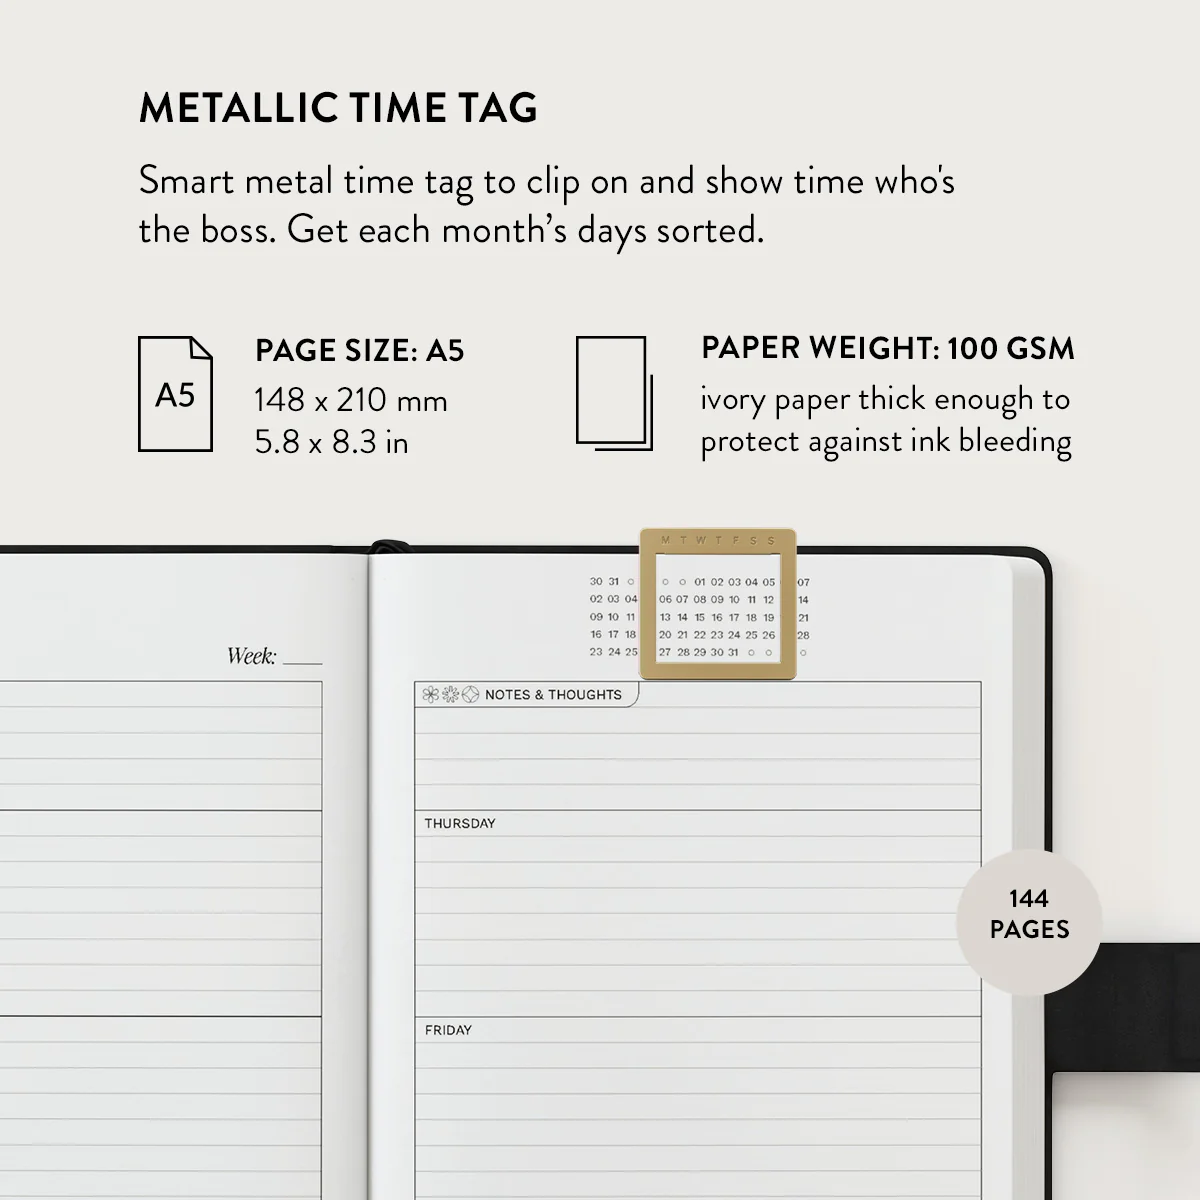 METALLIC TIME TAG
Smart metal time tag to clip on and show time who's
the boss. Get each month’s days sorted.
A5
PAGE SIZE: A5
148 x 210 mm
5.8 x 8.3 in
PAPER WEIGHT: 100 GSM
ivory paper thick enough to
protect against ink bleeding
M T W T F S S
30 31 ○ ○ ○ 01 02 03 04 05 07
02 03 04 06 07 08 09 10 11 12 14
09 10 11 13 14 15 16 17 18 19 21
16 17 18 20 21 22 23 24 25 26 28
23 24 25 27 28 29 30 31 ○ ○ ○
Week:
NOTES & THOUGHTS
THURSDAY
144
PAGES
FRIDAY